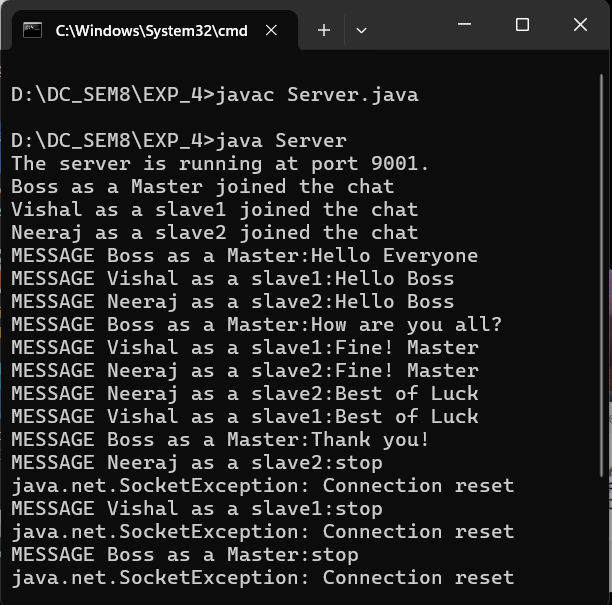 C:\Windows\System32\cmd
D:\DC_SEM8\EXP_4>javac Server.java
D:\DC_SEM8\EXP_4>java Server
The server is running at port 9001.
Boss as a Master joined the chat
Vishal as a slave1 joined the chat
Neeraj as a slave2 joined the chat
MESSAGE Boss as a Master:Hello Everyone
MESSAGE Vishal as a slave1:Hello Boss
MESSAGE Neeraj as a slave2:Hello Boss
MESSAGE Boss as a Master:How are you all?
MESSAGE Vishal as a slave1:Fine! Master
MESSAGE Neeraj as a slave2:Fine! Master
MESSAGE Neeraj as a slave2:Best of Luck
MESSAGE Vishal as a slave1:Best of Luck
MESSAGE Boss as a Master:Thank you!
MESSAGE Neeraj as a slave2:stop
java.net.SocketException: Connection reset
MESSAGE Vishal as a slave1:stop
java.net.SocketException: Connection reset
MESSAGE Boss as a Master:stop
java.net.SocketException: Connection reset